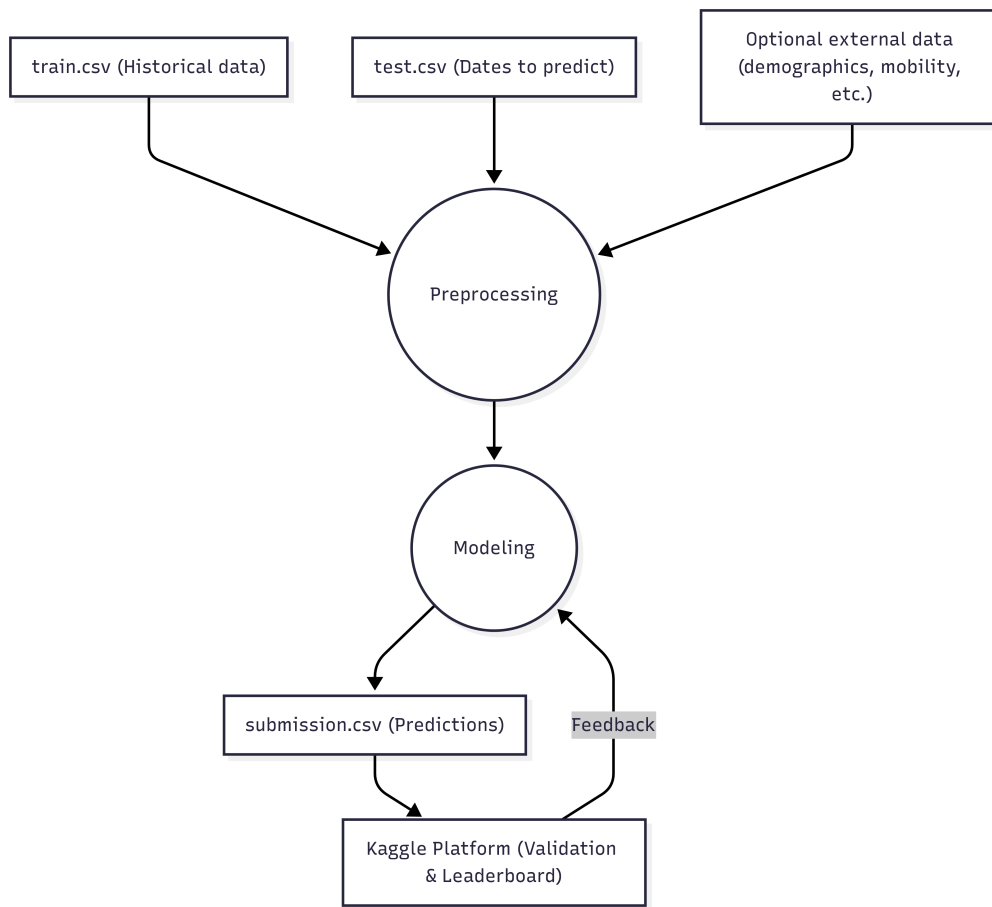 train.csv (Historical data)
test.csv (Dates to predict)
Optional external data
(demographics, mobility,
etc.)
Preprocessing
Modeling
submission.csv (Predictions)
Feedback
Kaggle Platform (Validation
& Leaderboard)